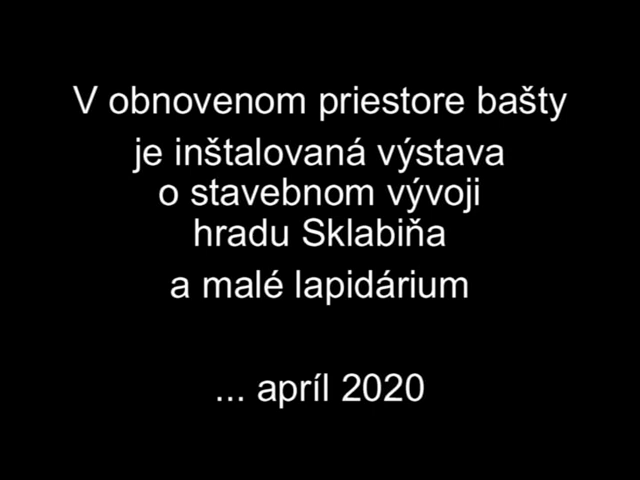 V obnovenom priestore bašty
je inštalovaná výstava
o stavebnom vývoji
hradu Sklabiňa
a malé lapidárium
... apríl 2020